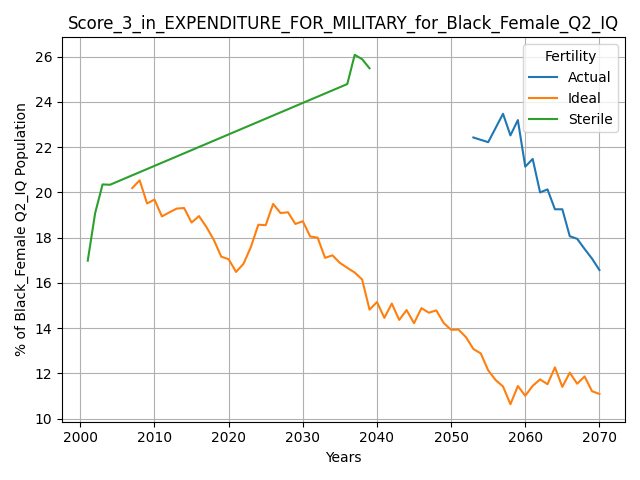 Score_3_in_EXPENDITURE_FOR_MILITARY_for_Black_Female_Q2_IQ
% of Black_Female Q2_IQ Population
26
24
22
20
18
16
14
12
10
Fertility
Actual
Ideal
Sterile
2000 2010 2020 2030 2040 2050 2060 2070
Years